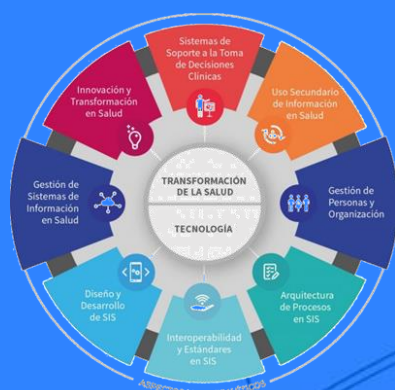 Sistemas de
Soporte a la Toma
de Decisiones
Clínicas
Uso Secundario
de Información
en Salud
Gestión de
Personas y
Organización
Arquitectura
de Procesos
en SIS
Interoperabilidad
y Estándares
en SIS
Diseño y
Desarrollo
de SIS
Gestión de
Sistemas de
Información
en Salud
Innovación y
Transformación
en Salud
TRANSFORMACIÓN
DE LA SALUD
TECNOLOGÍA